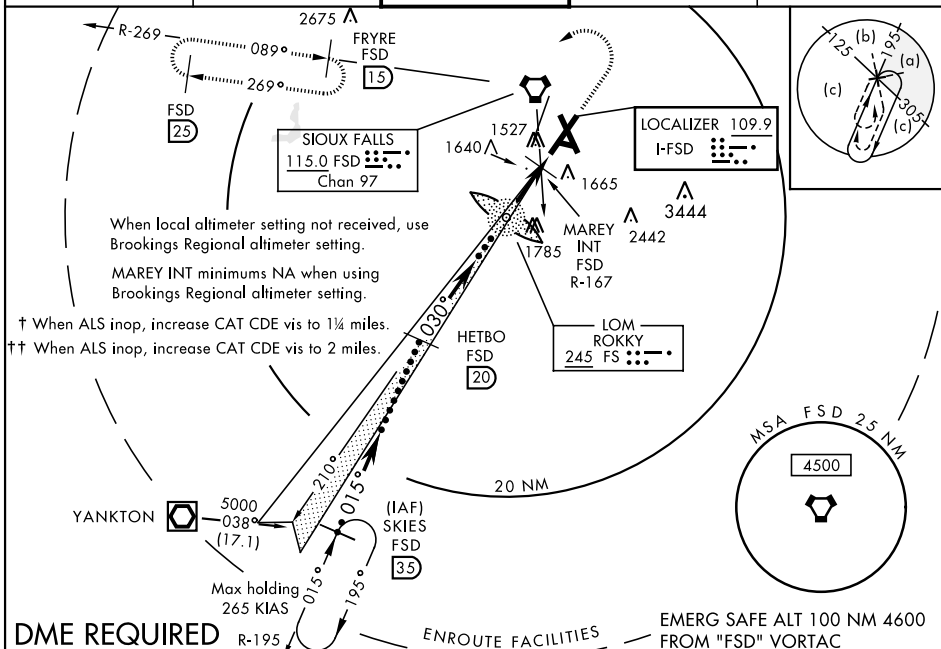 2675
R-269
089°
FRYRE
FSD
15
269°
FSD
25
SIOUX FALLS
115.0 FSD
Chan 97
1527
1640
1665
LOCALIZER 109.9
I-FSD
(b)
125
195
(a)
(c)
305
(c)
When local altimeter setting not received, use
Brookings Regional altimeter setting.
MAREY INT minimums NA when using
Brookings Regional altimeter setting.
† When ALS inop, increase CAT CDE vis to 1¼ miles.
†† When ALS inop, increase CAT CDE vis to 2 miles.
1785
MAREY
INT
FSD
R-167
2442
3444
030°
HETBO
FSD
20
LOM
ROKKY
245 FS
210°
015°
20 NM
MSA FSD 25 NM
4500
YANKTON
5000
038°
(17.1)
(IAF)
SKIES
FSD
35
Max holding
265 KIAS
015°
195°
R-195
DME REQUIRED
ENROUTE FACILITIES
EMERG SAFE ALT 100 NM 4600
FROM "FSD" VORTAC